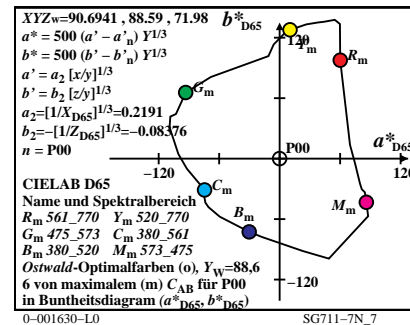 XYZw=90.6941, 88.59, 71.98
b*D65
a* = 500 (a' – a'n) Y1/3
b* = 500 (b' – b'n) Y1/3
a' = a2 [x/y]1/3
b' = b2 [z/y]1/3
a2=[1/XD65]1/3=0.2191
b2=–[1/ZD65]1/3=–0.08376
n = P00
120
Ym
Rm
Gm
P00
a*D65
–120
120
CIELAB D65
Name und Spektralbereich
Rm 561_770 Ym 520_770
Gm 475_573 Cm 380_561
Bm 380_520 Mm 573_475
Cm
Bm
Mm
Ostwald-Optimalfarben (o), YW=88,6
6 von maximalem (m) CAB für P00
in Buntheitsdiagram (a*D65, b*D65)
–120
0-001630-L0
SG711-7N_7